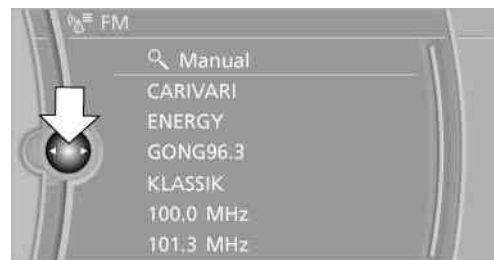 FM
Manual
CARIVARI
ENERGY
GONG96.3
KLASSIK
100.0 MHz
101.3 MHz